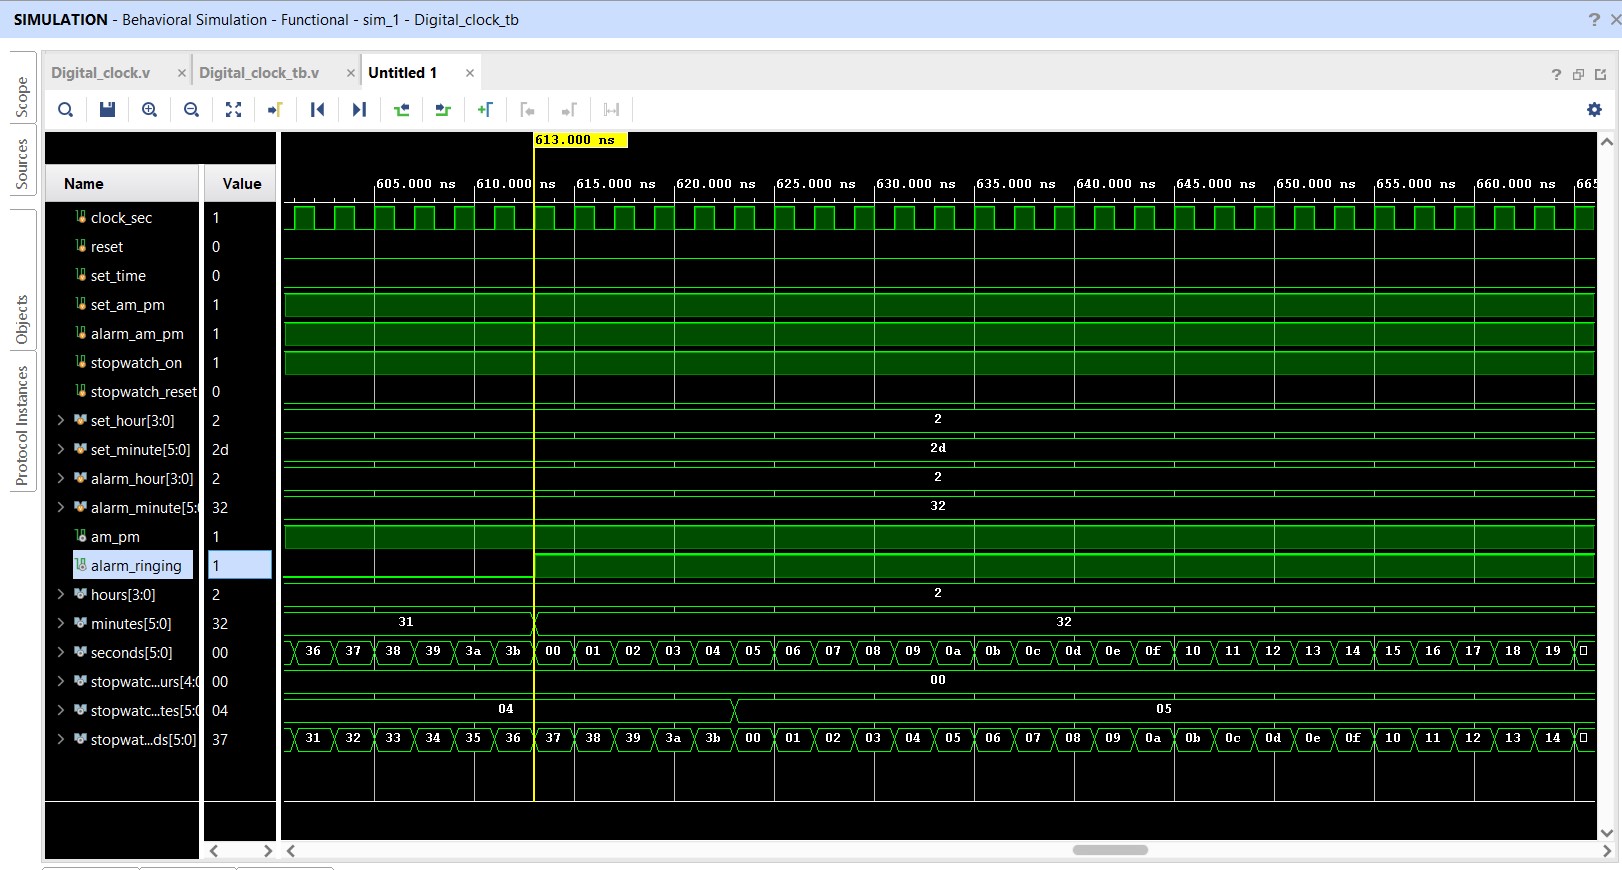 SIMULATION - Behavioral Simulation - Functional - sim_1 - Digital_clock_tb
? ×
Scope
Sources
Objects
Protocol Instances
Digital_clock.v ×
Digital_clock_tb.v ×
Untitled 1 ×
?
613.000 ns
605.000 ns 610.000 ns 615.000 ns 620.000 ns 625.000 ns 630.000 ns 635.000 ns 640.000 ns 645.000 ns 650.000 ns 655.000 ns 660.000 ns 665
Name Value
clock_sec 1
reset 0
set_time 0
set_am_pm 1
alarm_am_pm 1
stopwatch_on 1
stopwatch_reset 0
set_hour[3:0] 2 2
set_minute[5:0] 2d 2d
alarm_hour[3:0] 2 2
alarm_minute[5:0 32 32
am_pm 1
alarm_ringing 1
hours[3:0] 2 2
minutes[5:0] 32 31 32
seconds[5:0] 00 36 37 38 39 3a 3b 00 01 02 03 04 05 06 07 08 09 0a 0b 0c 0d 0e 0f 10 11 12 13 14 15 16 17 18 19
stopwatc...urs[4:0 00 00
stopwatc...tes[5:0 04 04 05
stopwat...ds[5:0] 37 31 32 33 34 35 36 37 38 39 3a 3b 00 01 02 03 04 05 06 07 08 09 0a 0b 0c 0d 0e 0f 10 11 12 13 14